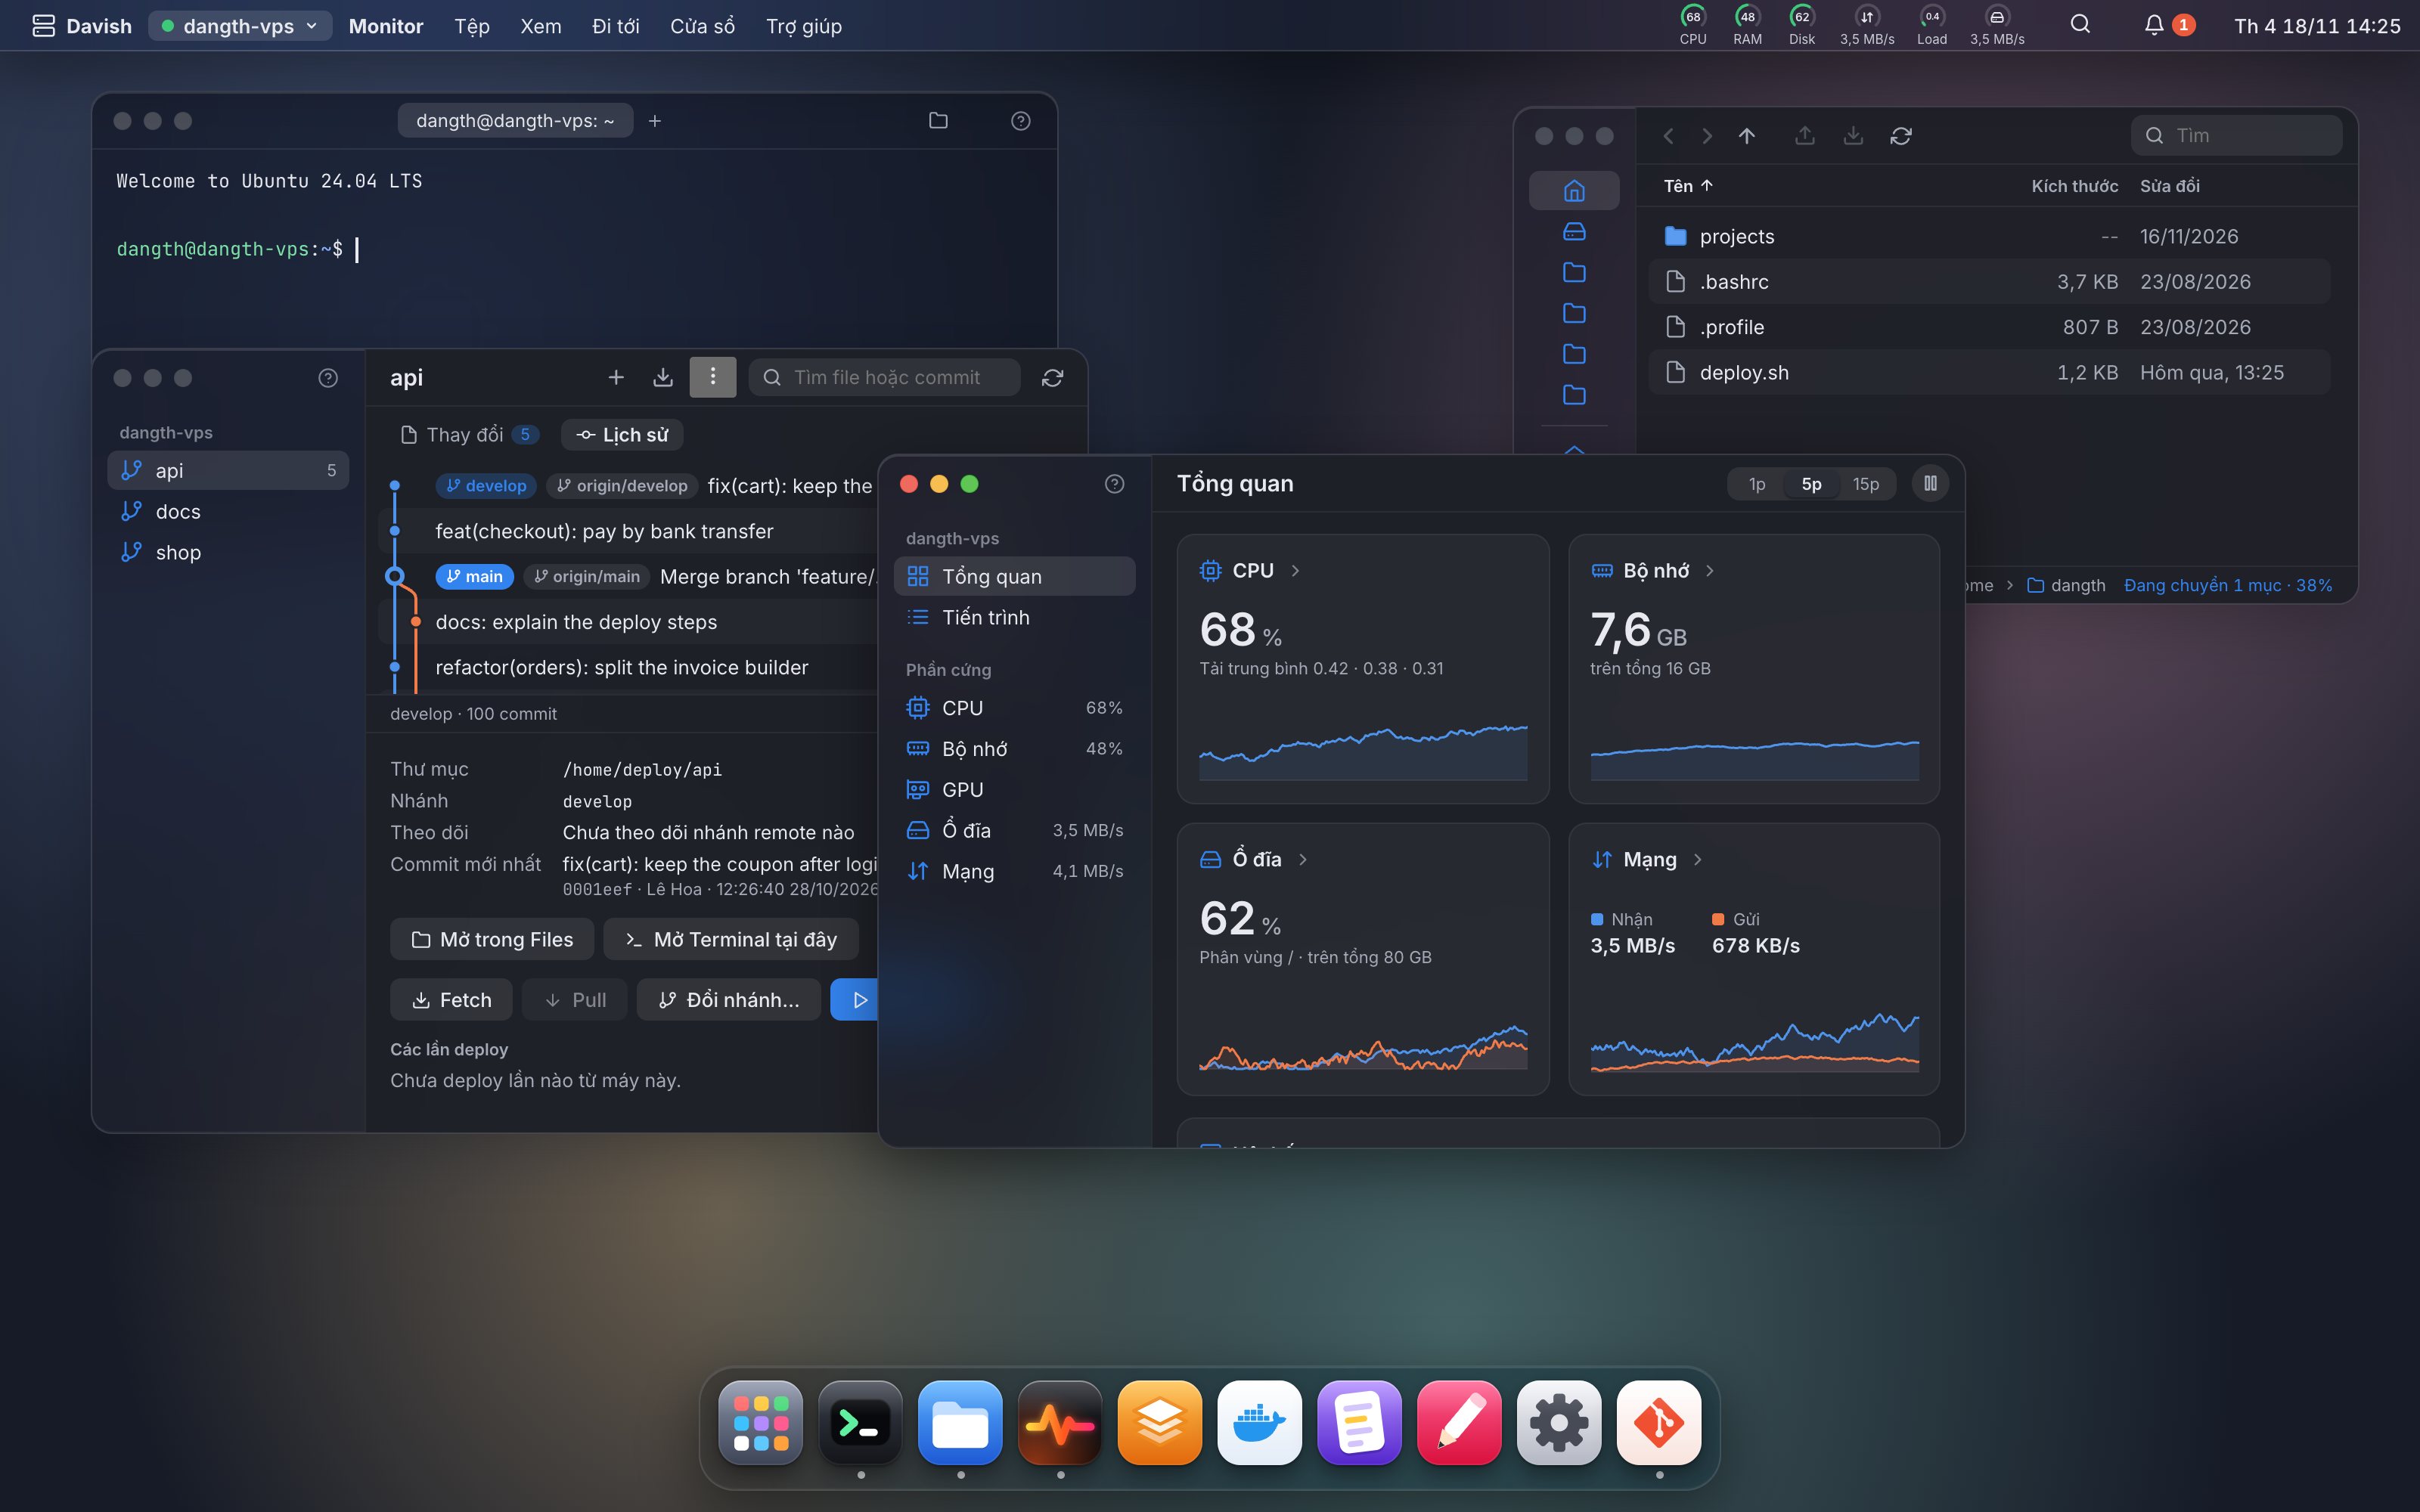 Davish dangth-vps Monitor Tệp Xem Đi tới Cửa sổ Trợ giúp
68 CPU 48 RAM 62 Disk 3,5 MB/s 0.4 Load 3,5 MB/s 1 Th 4 18/11 14:25
dangth@dangth-vps: ~
Welcome to Ubuntu 24.04 LTS
dangth@dangth-vps:~$
Tìm
Tên Kích thước Sửa đổi
projects -- 16/11/2026
.bashrc 3,7 KB 23/08/2026
.profile 807 B 23/08/2026
deploy.sh 1,2 KB Hôm qua, 13:25
dangth Đang chuyển 1 mục · 38%
dangth-vps
api 5
docs
shop
api Tìm file hoặc commit
Thay đổi 5 Lịch sử
develop origin/develop fix(cart): keep the
feat(checkout): pay by bank transfer
main origin/main Merge branch 'feature/...
docs: explain the deploy steps
refactor(orders): split the invoice builder
develop · 100 commit
Thư mục /home/deploy/api
Nhánh develop
Theo dõi Chưa theo dõi nhánh remote nào
Commit mới nhất fix(cart): keep the coupon after logi
0001eef · Lê Hoa · 12:26:40 28/10/2026
Mở trong Files Mở Terminal tại đây
Fetch Pull Đổi nhánh...
Các lần deploy
Chưa deploy lần nào từ máy này.
dangth-vps
Tổng quan
Tiến trình
Phần cứng
CPU 68%
Bộ nhớ 48%
GPU
Ổ đĩa 3,5 MB/s
Mạng 4,1 MB/s
Tổng quan 1p 5p 15p
CPU
68 %
Tải trung bình 0.42 · 0.38 · 0.31
Bộ nhớ
7,6 GB
trên tổng 16 GB
Ổ đĩa
62 %
Phân vùng / · trên tổng 80 GB
Mạng
Nhận Gửi
3,5 MB/s 678 KB/s